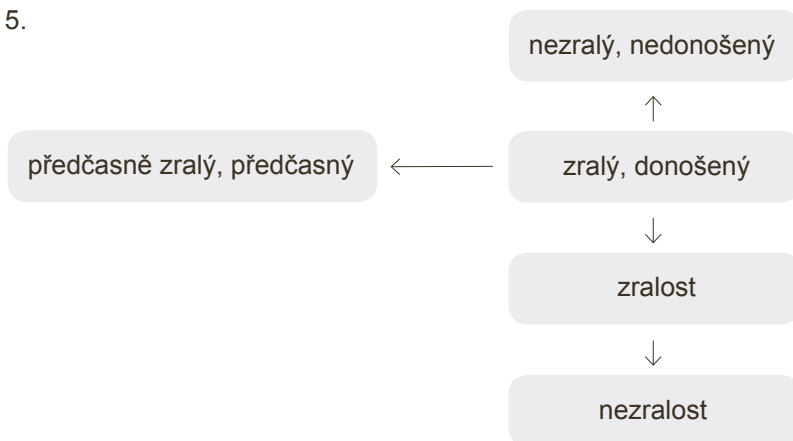 5.
nezralý, nedonošený
předčasně zralý, předčasný
zralý, donošený
zralost
nezralost